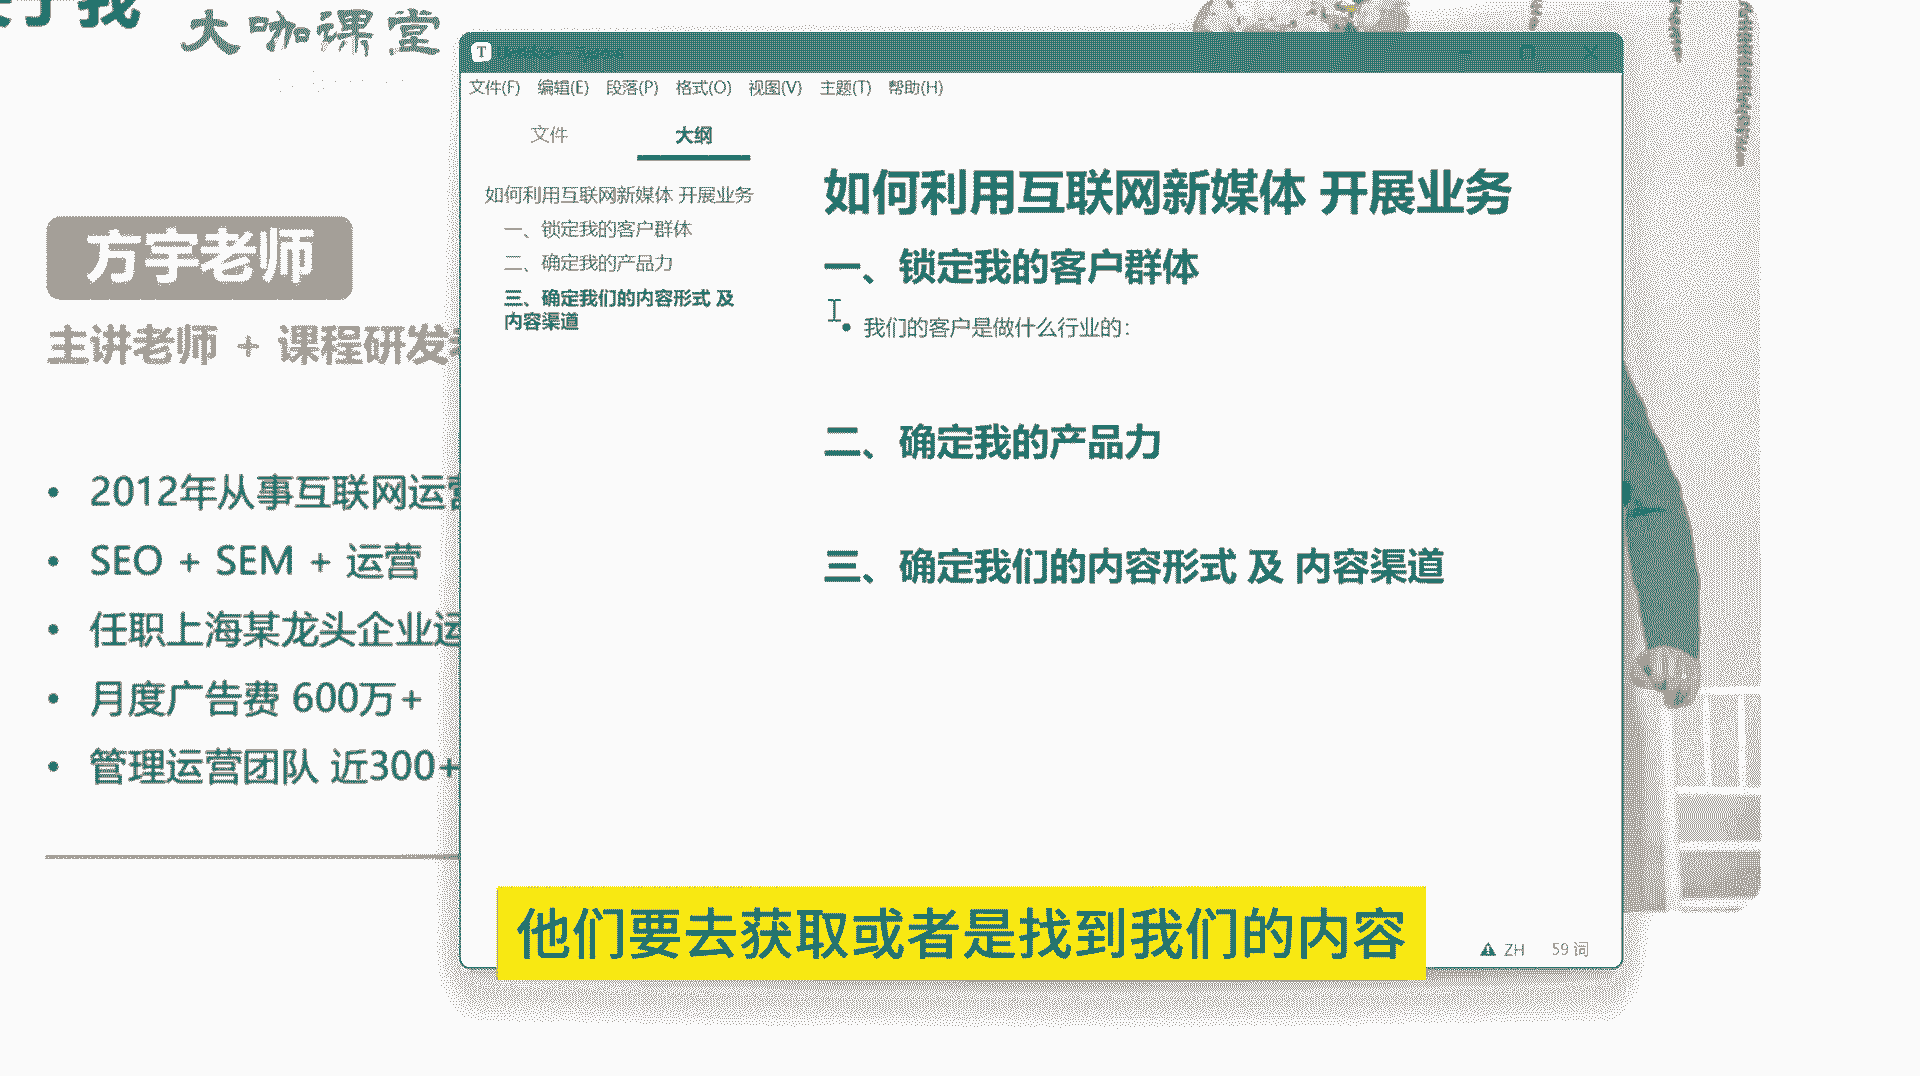 大咖课堂
方宇老师
主讲老师 + 课程研发
2012年从事互联网运营
SEO + SEM + 运营
任职上海某龙头企业运
月度广告费 600万+
管理运营团队 近300+
文件(F) 编辑(E) 段落(P) 格式(O) 视图(V) 主题(T) 帮助(H)
文件 大纲
如何利用互联网新媒体 开展业务
一、锁定我的客户群体
二、确定我的产品力
三、确定我们的内容形式 及
内容渠道
如何利用互联网新媒体 开展业务
一、锁定我的客户群体
• 我们的客户是做什么行业的：
二、确定我的产品力
三、确定我们的内容形式 及 内容渠道
ZH 59 词
他们要去获取或者是找到我们的内容